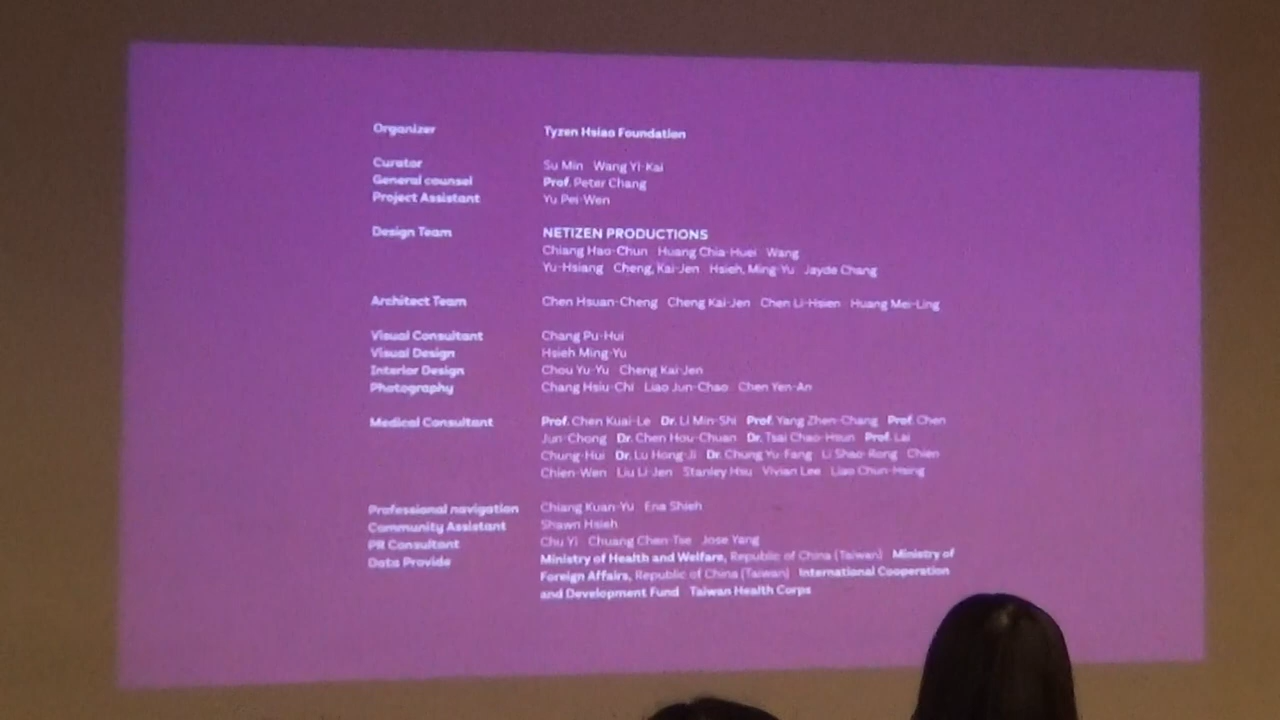 Organizer Tyzen Hsiao Foundation
Curator Su Min Wang Yi-Kai
General counsel Prof. Peter Chang
Project Assistant Yu Pei-Wen
Design Team NETIZEN PRODUCTIONS
Chiang Hao-Chun Huang Chia-Huei Wang
Yu-Hsiang Cheng, Kai-Jen Hsieh, Ming-Yu Jayde Chang
Architect Team Chen Hsuan-Cheng Cheng Kai-Jen Chen Li-Hsien Huang Mei-Ling
Visual Consultant Chang Pu-Hui
Visual Design Hsieh Ming-Yu
Interior Design Chou Yu-Yu Cheng Kai-Jen
Photography Chang Hsiu-Chi Liao Jun-Chao Chen Yen-An
Medical Consultant Prof. Chen Kuai-Le Dr. Li Min-Shi Prof. Yang Zhen-Chang Prof. Chen
Jun-Chong Dr. Chen Hou-Chuan Dr. Tsai Chao-Hsun Prof. Lai
Chung-Hui Dr. Lu Hong-Ji Dr. Chung Yu-Fang Li Shao-Rong Chien
Chien-Wen Liu Li-Jen Stanley Hsu Vivian Lee Liao Chun-Hsing
Professional navigation Chiang Kuan-Yu Ena Shieh
Community Assistant Shawn Hsieh
PR Consultant Chu Yi Chuang Chen-Tse Jose Yang
Data Provide Ministry of Health and Welfare, Republic of China (Taiwan) Ministry of
Foreign Affairs, Republic of China (Taiwan) International Cooperation
and Development Fund Taiwan Health Corps